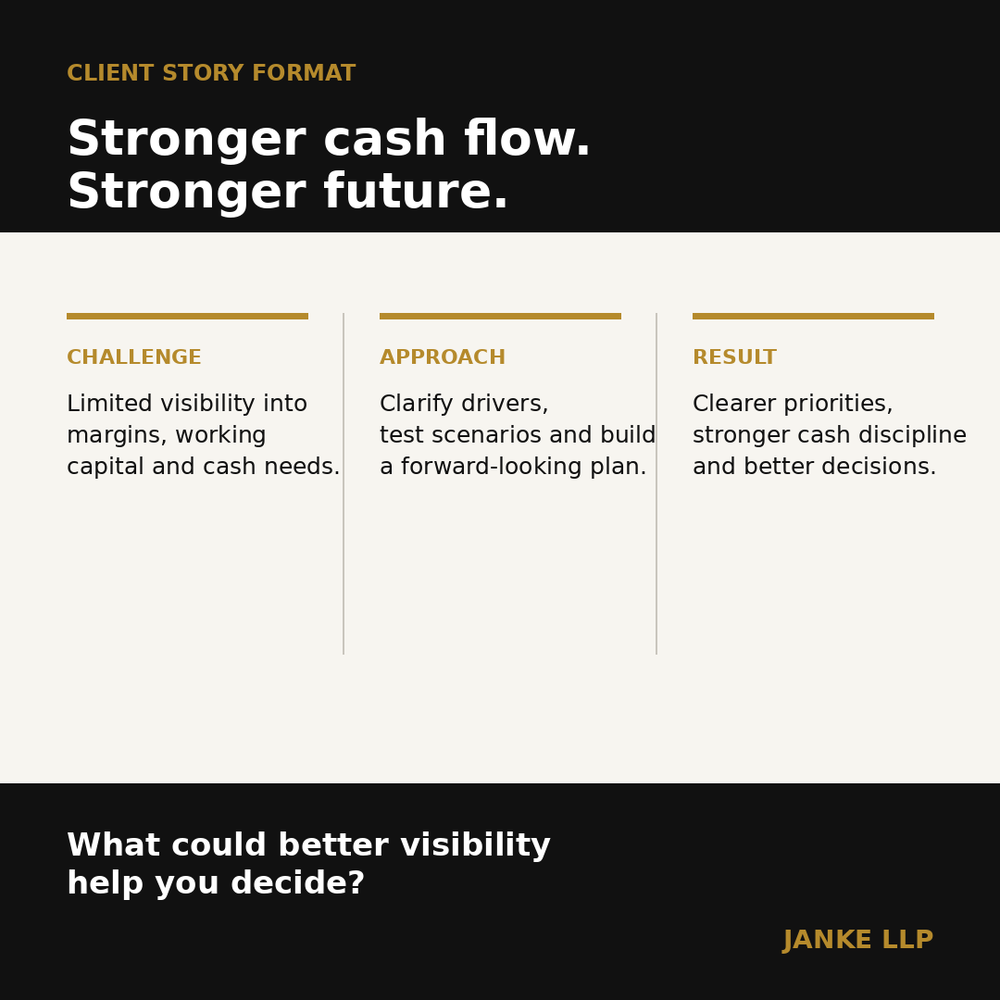 CLIENT STORY FORMAT
Stronger cash flow.
Stronger future.
CHALLENGE
Limited visibility into
margins, working
capital and cash needs.
APPROACH
Clarify drivers,
test scenarios and build
a forward-looking plan.
RESULT
Clearer priorities,
stronger cash discipline
and better decisions.
What could better visibility
help you decide?
JANKE LLP